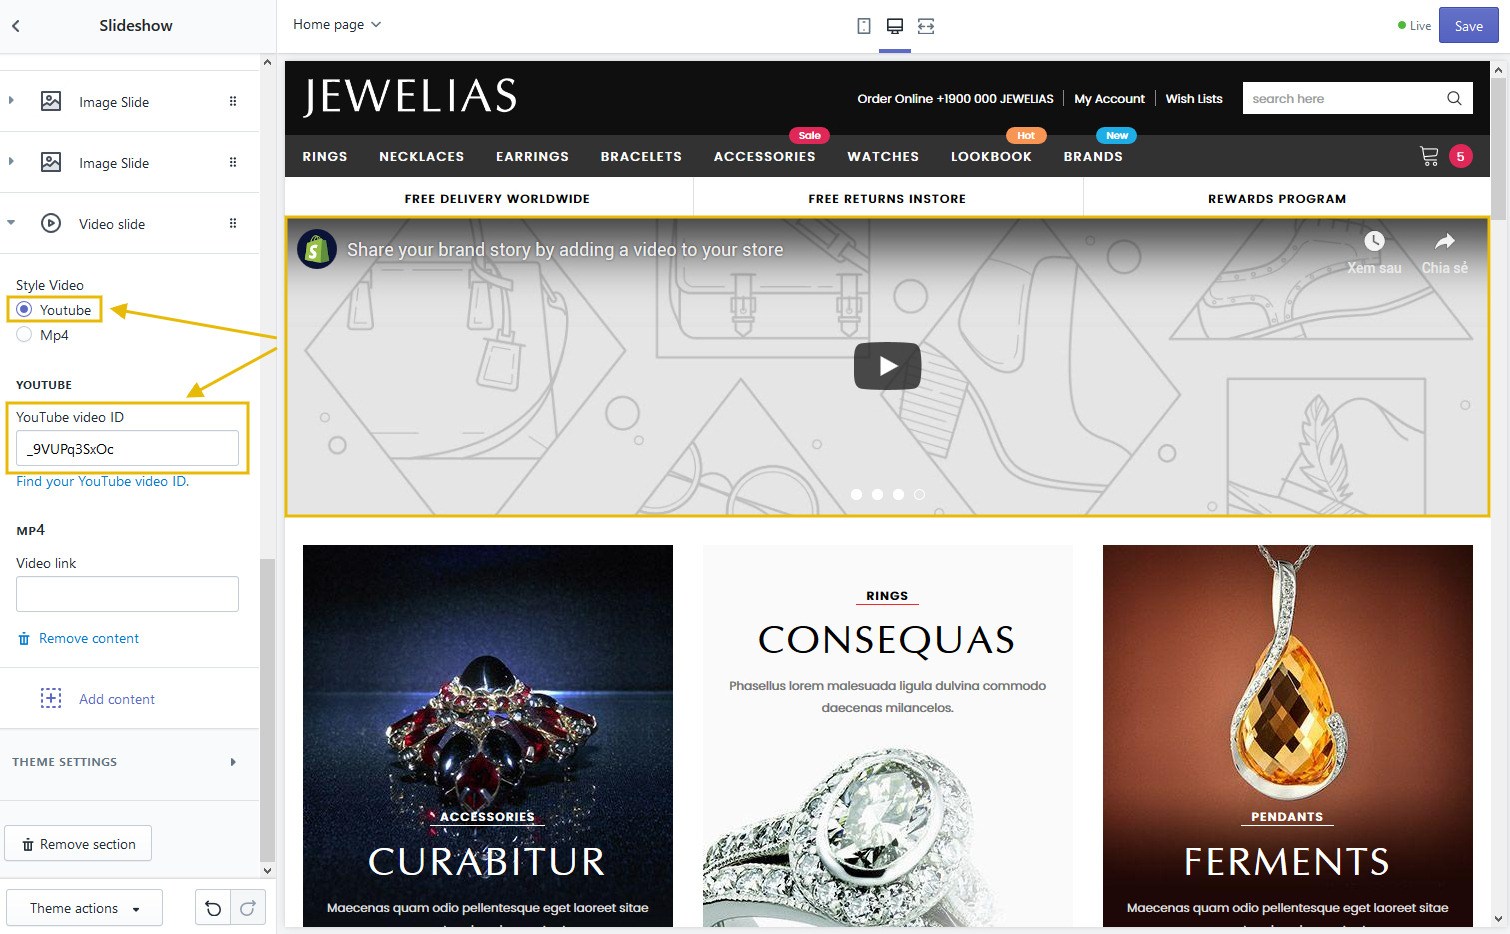 Slideshow
Home page
Live
Save
Image Slide
Image Slide
Video slide
Style Video
Youtube
Mp4
YOUTUBE
YouTube video ID
_9VUPq3SxOc
Find your YouTube video ID.
MP4
Video link
Remove content
Add content
THEME SETTINGS
Remove section
Theme actions
JEWELIAS
Order Online +1900 000 JEWELIAS
My Account
Wish Lists
search here
Sale
Hot
New
RINGS NECKLACES EARRINGS BRACELETS ACCESSORIES WATCHES LOOKBOOK BRANDS
5
FREE DELIVERY WORLDWIDE
FREE RETURNS INSTORE
REWARDS PROGRAM
Share your brand story by adding a video to your store
Xem sau
Chia sẻ
ACCESSORIES
CURABITUR
Maecenas quam odio pellentesque eget laoreet sitae
RINGS
CONSEQUAS
Phasellus lorem malesuada ligula dulvina commodo
daecenas milancelos.
PENDANTS
FERMENTS
Maecenas quam odio pellentesque eget laoreet sitae